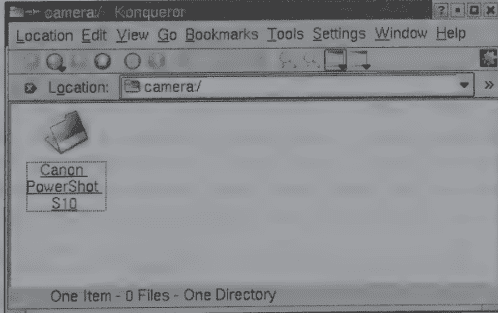 camera:/ - Konqueror
Location Edit View Go Bookmarks Tools Settings Window Help
Location: camera:/ »
Canon
PowerShot
S10
One Item - 0 Files - One Directory